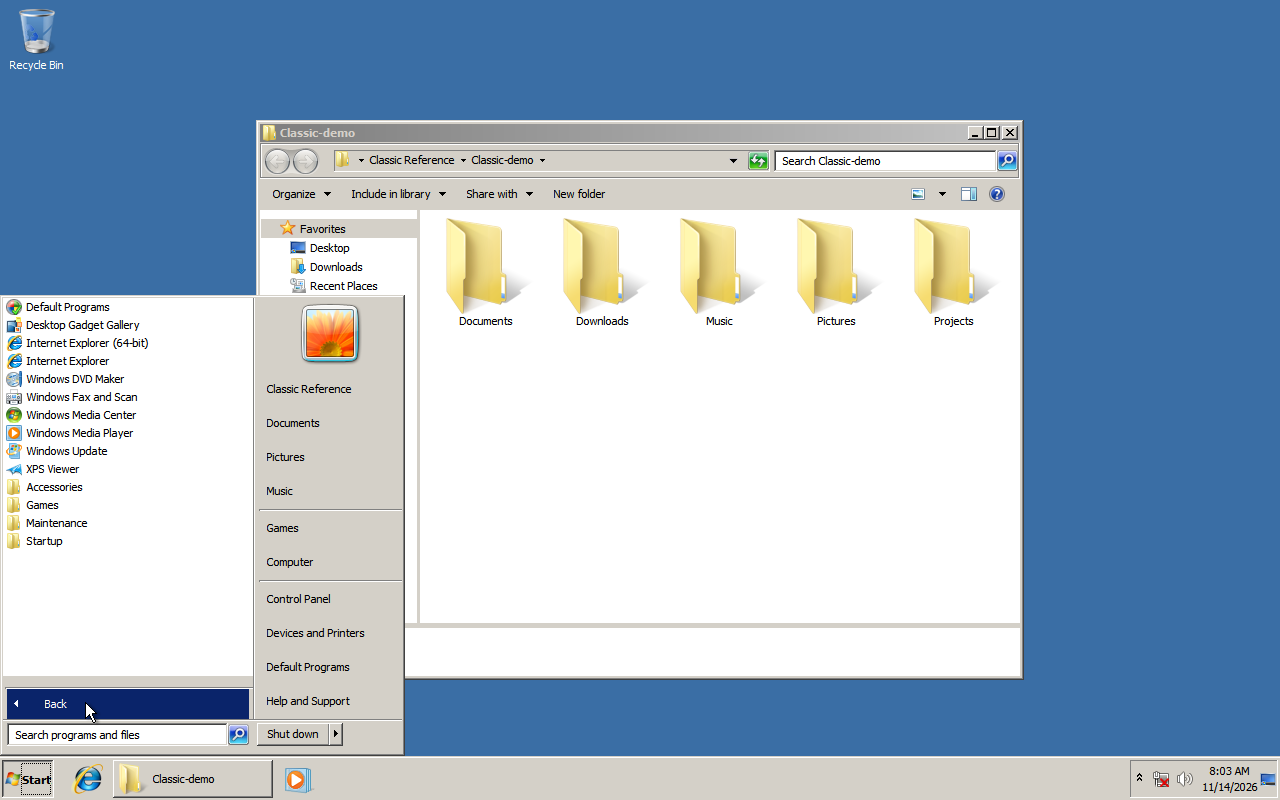 Recycle Bin
Classic-demo
Classic Reference Classic-demo
Search Classic-demo
Organize Include in library Share with New folder
Favorites
Desktop
Downloads
Recent Places
Documents Downloads Music Pictures Projects
Default Programs
Desktop Gadget Gallery
Internet Explorer (64-bit)
Internet Explorer
Windows DVD Maker
Windows Fax and Scan
Windows Media Center
Windows Media Player
Windows Update
XPS Viewer
Accessories
Games
Maintenance
Startup
Back
Search programs and files
Classic Reference
Documents
Pictures
Music
Games
Computer
Control Panel
Devices and Printers
Default Programs
Help and Support
Shut down
Start
Classic-demo
8:03 AM
11/14/2026